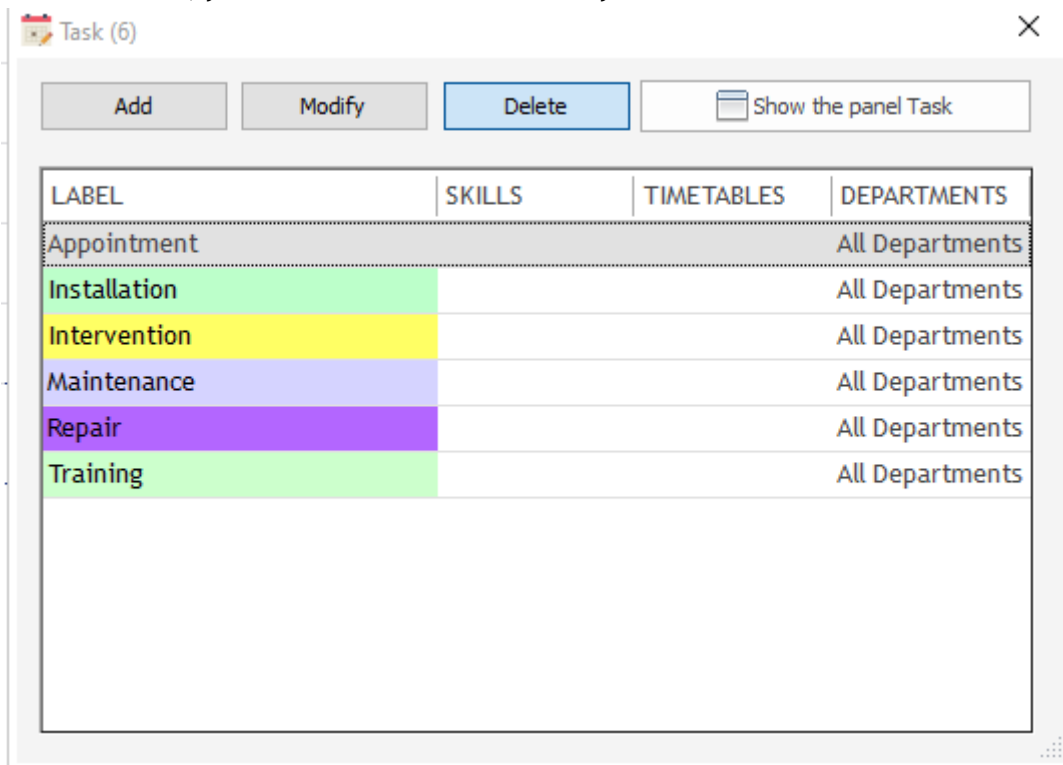 Task (6)
Add Modify Delete Show the panel Task
LABEL SKILLS TIMETABLES DEPARTMENTS
Appointment All Departments
Installation All Departments
Intervention All Departments
Maintenance All Departments
Repair All Departments
Training All Departments